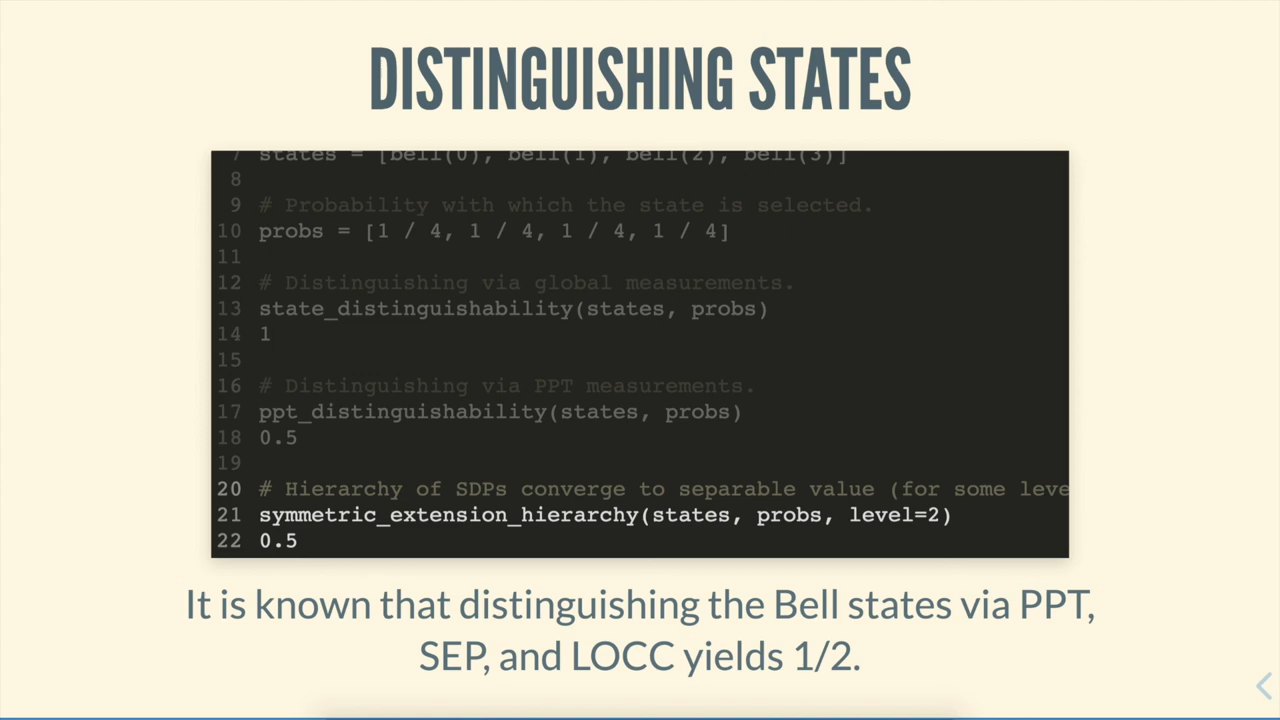 DISTINGUISHING STATES
7 states = [bell(0), bell(1), bell(2), bell(3)]
8
9 # Probability with which the state is selected.
10 probs = [1 / 4, 1 / 4, 1 / 4, 1 / 4]
11
12 # Distinguishing via global measurements.
13 state_distinguishability(states, probs)
14 1
15
16 # Distinguishing via PPT measurements.
17 ppt_distinguishability(states, probs)
18 0.5
19
20 # Hierarchy of SDPs converge to separable value (for some leve
21 symmetric_extension_hierarchy(states, probs, level=2)
22 0.5
It is known that distinguishing the Bell states via PPT,
SEP, and LOCC yields 1/2.